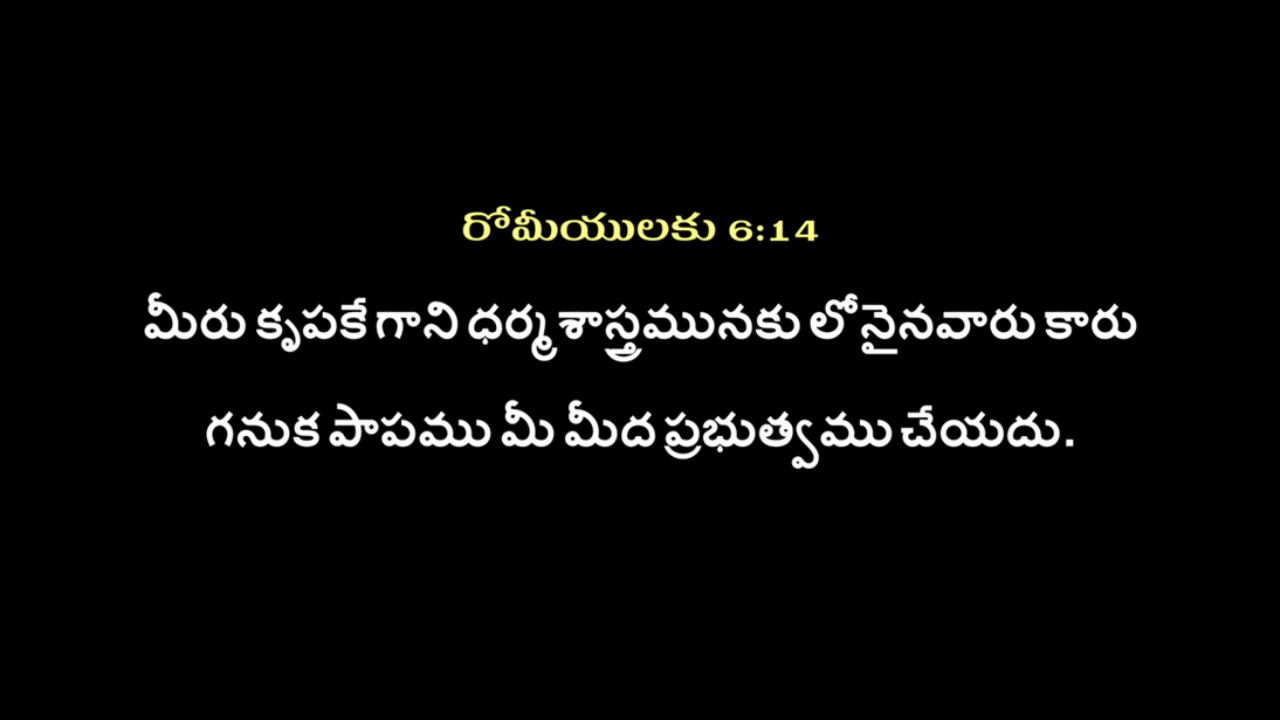 రోమీయులకు 6:14
మీరు కృపకే గాని ధర్మశాస్త్రమునకు లోనైనవారు కారు
గనుక పాపము మీ మీద ప్రభుత్వము చేయదు.